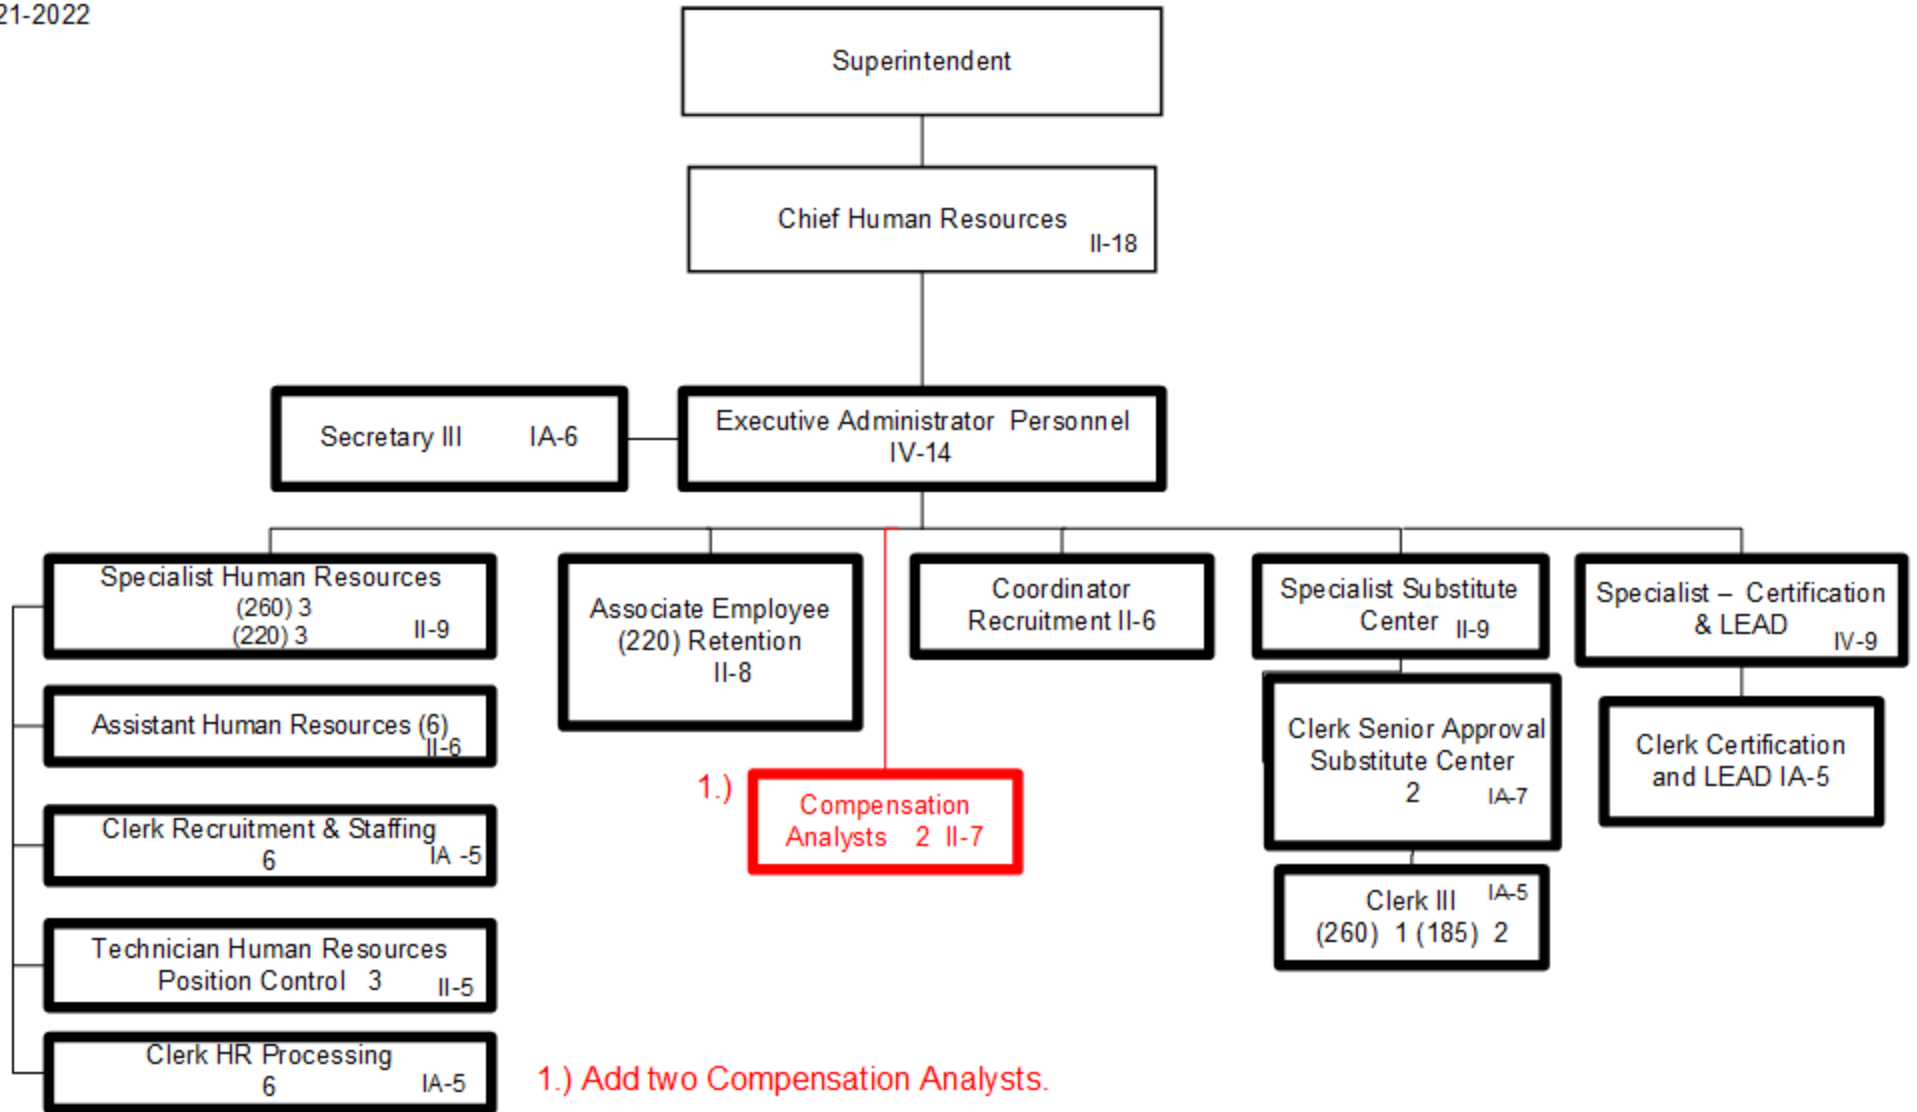 21-2022
Superintendent
Chief Human Resources
II-18
Secretary III IA-6
Executive Administrator Personnel
IV-14
Specialist Human Resources
(260) 3
(220) 3 II-9
Associate Employee
(220) Retention
II-8
Coordinator
Recruitment II-6
Specialist Substitute
Center II-9
Specialist – Certification
& LEAD IV-9
Assistant Human Resources (6)
II-6
Clerk Recruitment & Staffing
6 IA -5
Technician Human Resources
Position Control 3 II-5
Clerk HR Processing
6 IA-5
1.)
Compensation
Analysts 2 II-7
Clerk Senior Approval
Substitute Center
2 IA-7
Clerk III IA-5
(260) 1 (185) 2
Clerk Certification
and LEAD IA-5
1.) Add two Compensation Analysts.